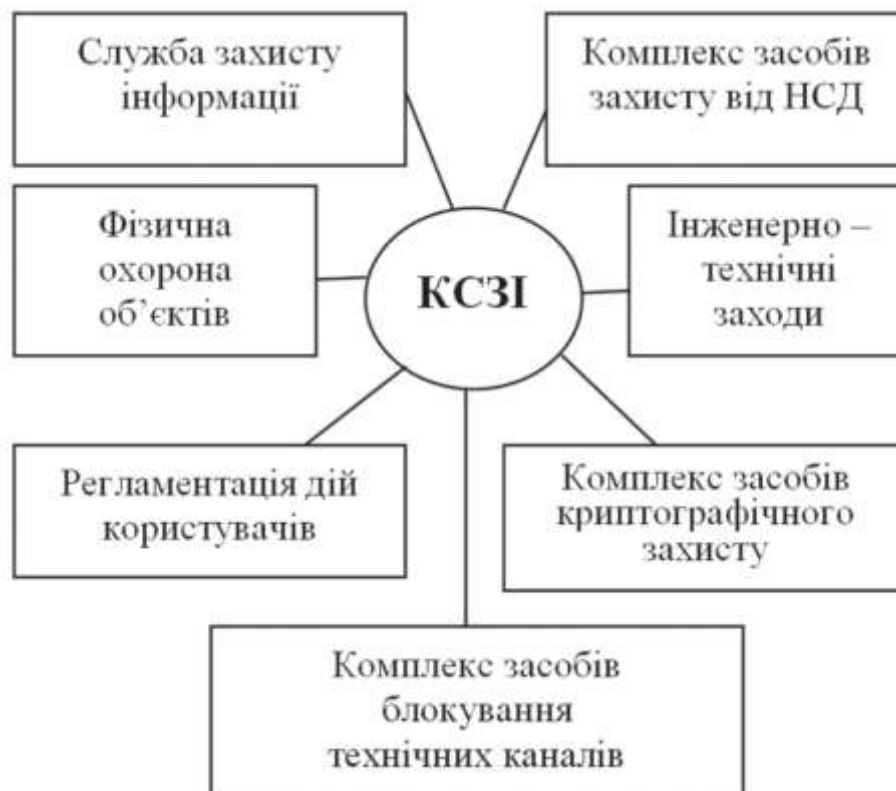 Служба захисту
інформації
Комплекс засобів
захисту від НСД
Фізична
охорона
об’єктів
КСЗІ
Інженерно –
технічні
заходи
Регламентація дій
користувачів
Комплекс засобів
криптографічного
захисту
Комплекс засобів
блокування
технічних каналів